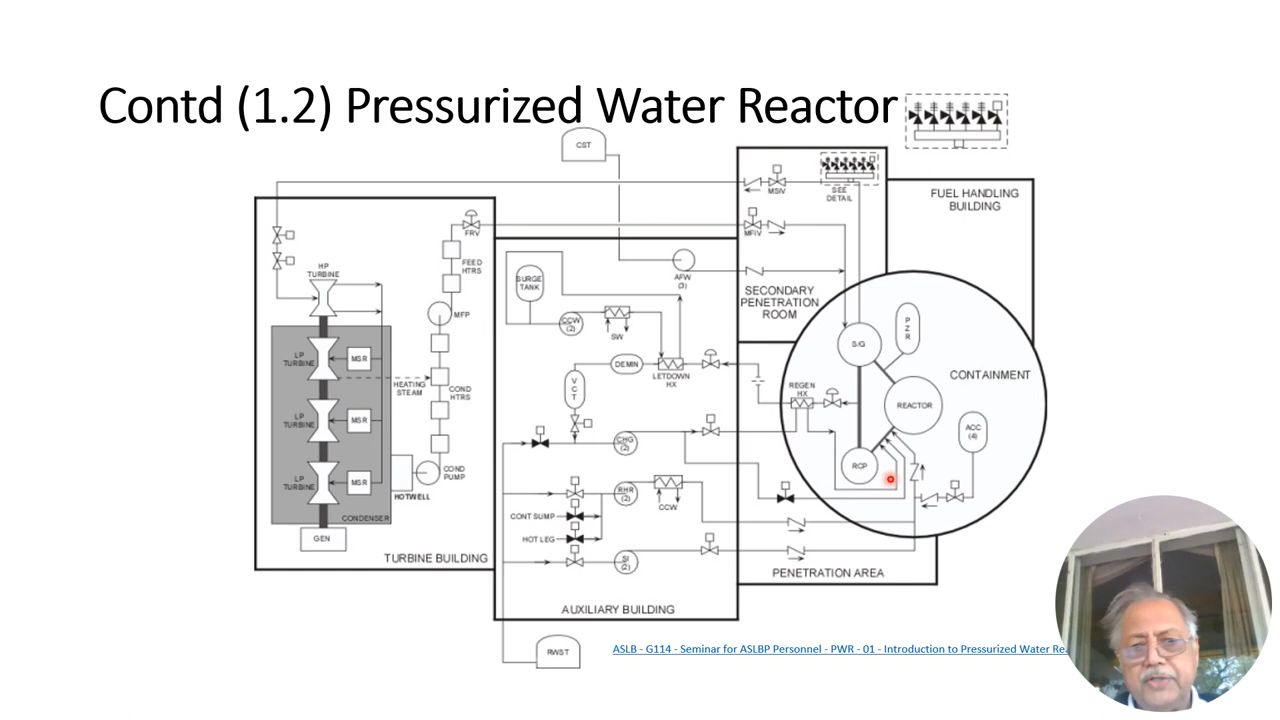 Contd (1.2) Pressurized Water Reactor
CST
MSIV
SEE
DETAIL
FUEL HANDLING
BUILDING
FRV
MFIV
HP
TURBINE
FEED
HTRS
SURGE
TANK
AFW
(3)
SECONDARY
PENETRATION
ROOM
MFP
CCW
(2)
SW
P
Z
R
S/G
LP
TURBINE
MSR
DEMIN
LETDOWN
HX
CONTAINMENT
HEATING
STEAM
COND
HTRS
V
C
T
REGEN
HX
REACTOR
LP
TURBINE
MSR
ACC
(4)
CHG
(2)
RCP
COND
PUMP
LP
TURBINE
MSR
HOTWELL
RHR
(2)
CCW
CONT SUMP
CONDENSER
GEN
HOT LEG
TURBINE BUILDING
SI
(2)
PENETRATION AREA
AUXILIARY BUILDING
RWST
ASLB - G114 - Seminar for ASLBP Personnel - PWR - 01 - Introduction to Pressurized Water Re..